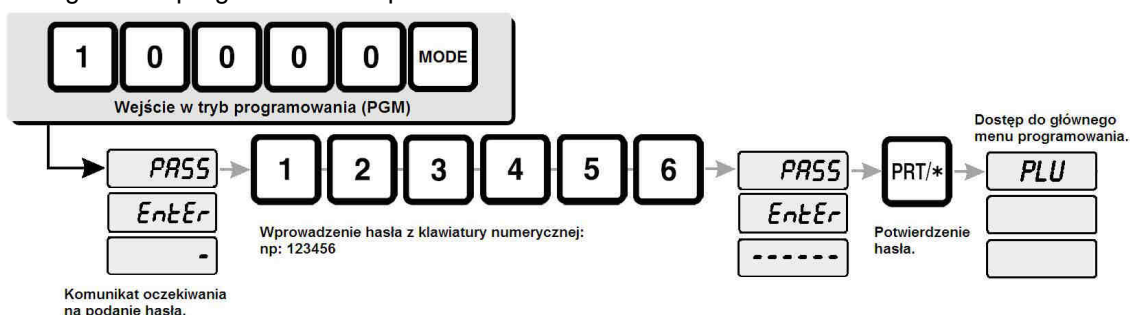 1 0 0 0 0 MODE
Wejście w tryb programowania (PGM)
Dostęp do głównego
menu programowania.
PASS 1 2 3 4 5 6 PASS PRT/* PLU
EntEr EntEr
- ------
Wprowadzenie hasła z klawiatury numerycznej:
np: 123456
Potwierdzenie
hasła.
Komunikat oczekiwania
na podanie hasła.